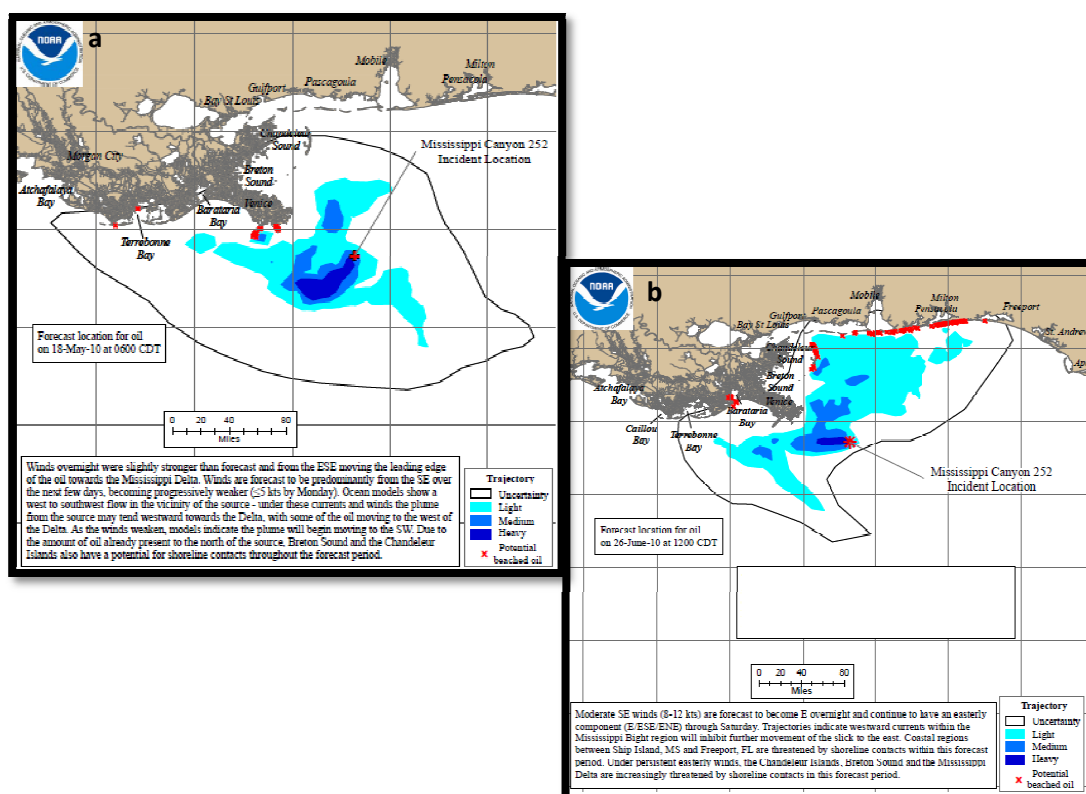 a
NOAA
Mobile
Milton
Pensacola
Pascagoula
Gulfport
Bay St Louis
Chandeleur
Sound
Mississippi Canyon 252
Incident Location
Morgan City
Breton
Sound
Atchafalaya
Bay
Venice
Barataria
Bay
Terrebonne
Bay
Forecast location for oil
on 18-May-10 at 0600 CDT
0 20 40 80
Miles
Winds overnight were slightly stronger than forecast and from the ESE moving the leading edge
of the oil towards the Mississippi Delta. Winds are forecast to be predominantly from the SE over
the next few days, becoming progressively weaker (≤5 kts by Monday). Ocean models show a
west to southwest flow in the vicinity of the source - under these currents and winds the plume
from the source may tend westward towards the Delta, with some of the oil moving to the west of
the Delta. As the winds weaken, models indicate the plume will begin moving to the SW. Due to
the amount of oil already present to the north of the source, Breton Sound and the Chandeleur
Islands also have a potential for shoreline contacts throughout the forecast period.
Trajectory
Uncertainty
Light
Medium
Heavy
x Potential
beached oil
b
NOAA
Mobile
Milton
Pensacola
Freeport
Pascagoula
Gulfport
Bay St Louis
St. Andrew
Chandeleur
Sound
Ap
Breton
Sound
Atchafalaya
Bay
Venice
Barataria
Bay
Caillou
Bay
Terrebonne
Bay
Mississippi Canyon 252
Incident Location
Forecast location for oil
on 26-June-10 at 1200 CDT
0 20 40 80
Miles
Moderate SE winds (8-12 kts) are forecast to become E overnight and continue to have an easterly
component (E/ESE/ENE) through Saturday. Trajectories indicate westward currents within the
Mississippi Bight region will inhibit further movement of the slick to the east. Coastal regions
between Ship Island, MS and Freeport, FL are threatened by shoreline contacts within this forecast
period. Under persistent easterly winds, the Chandeleur Islands, Breton Sound and the Mississippi
Delta are increasingly threatened by shoreline contacts in this forecast period.
Trajectory
Uncertainty
Light
Medium
Heavy
x Potential
beached oil